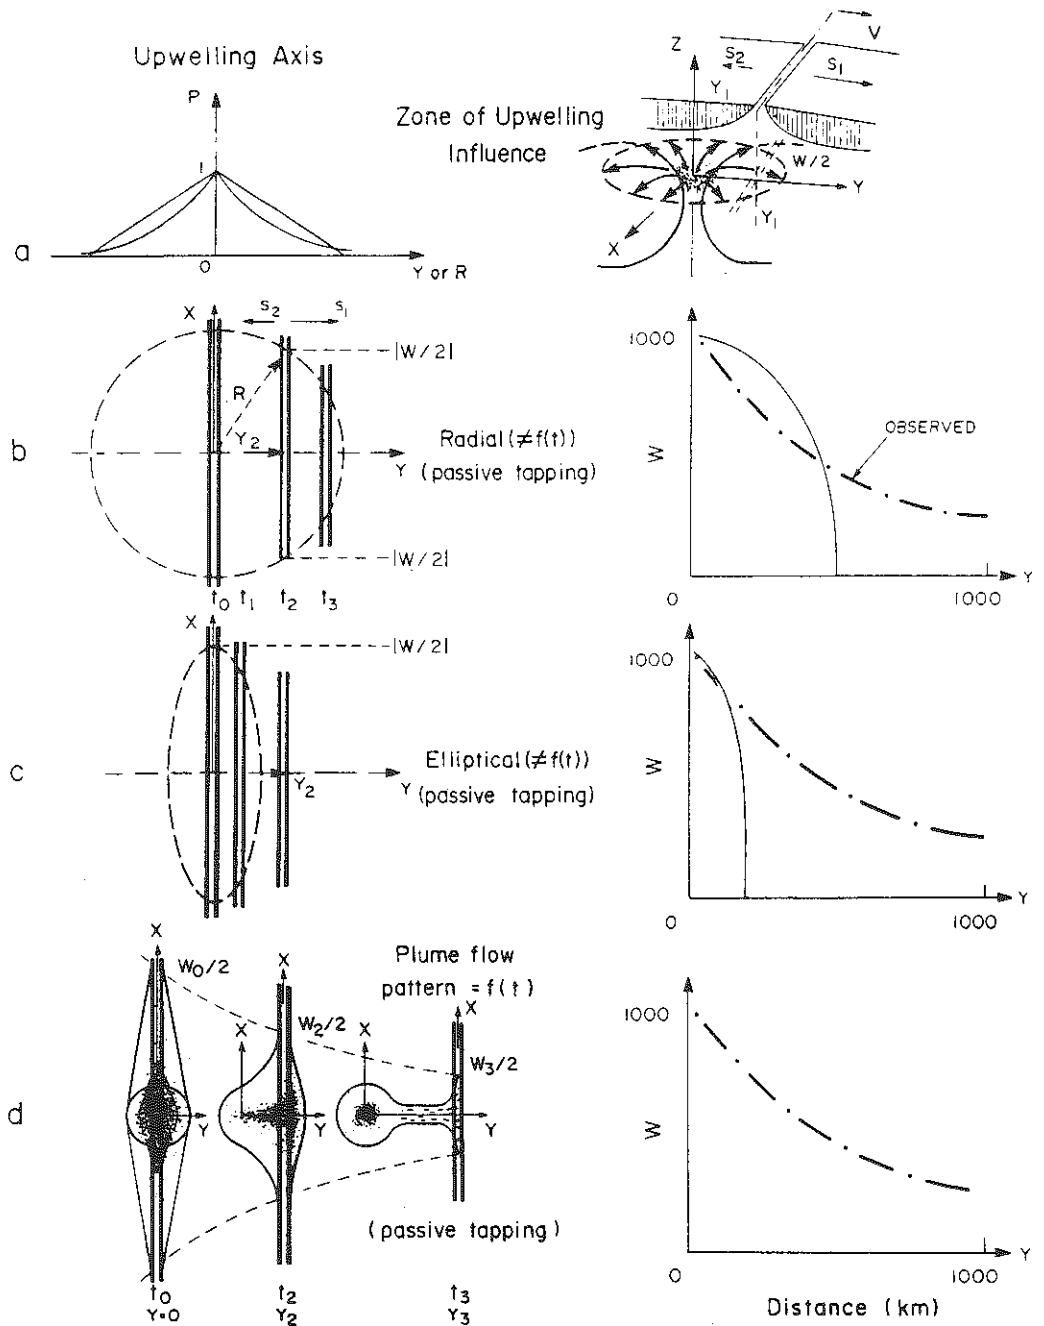 Upwelling Axis
P
1
0
Y or R
a
Zone of Upwelling
Influence
Z
V
S2
S1
Y1
W/2
Y
Y1
X
b
X
S2
S1
|W/2|
R
Y2
Y
Radial (≠f(t))
(passive tapping)
|W/2|
t0 t1 t2 t3
1000
W
OBSERVED
0
1000
Y
c
X
|W/2|
Y2
Y
Elliptical (≠f(t))
(passive tapping)
1000
W
0
1000
Y
d
X
W0/2
X
W2/2
X
Plume flow
pattern = f(t)
X
X
W3/2
Y
Y
Y
(passive tapping)
t0
Y=0
t2
Y2
t3
Y3
1000
W
0
1000
Y
Distance (km)